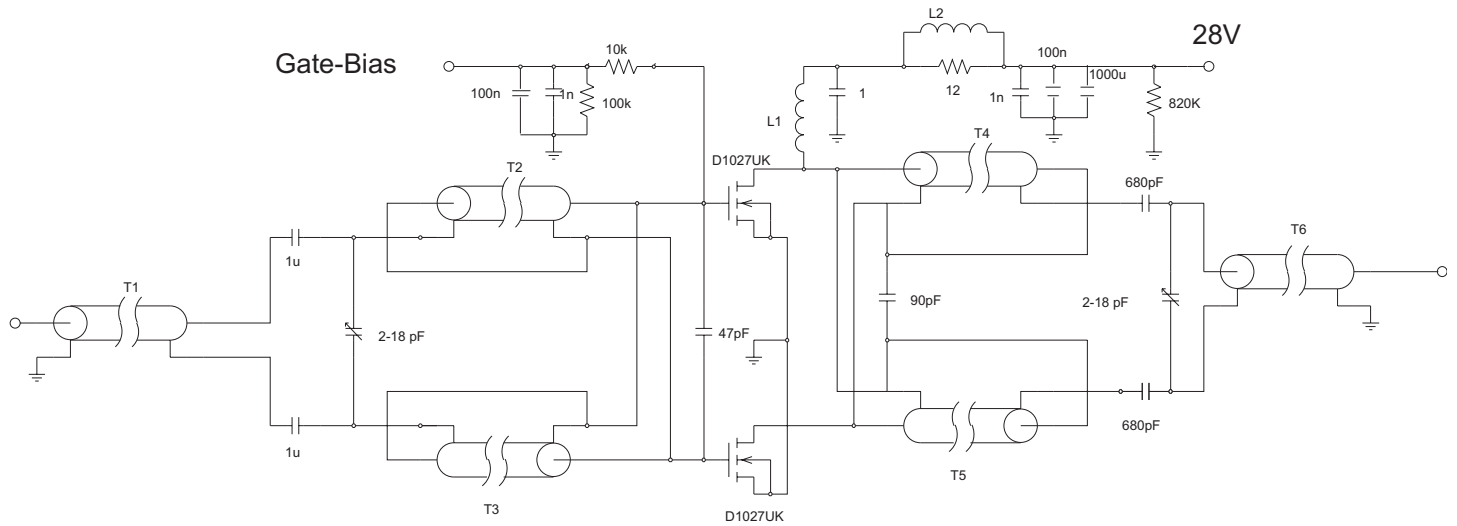 Gate-Bias
10k
100n
1n
100k
L2
28V
12
100n
1000u
1n
820K
1
L1
T1
1u
1u
2-18 pF
T2
T3
D1027UK
47pF
D1027UK
T4
90pF
T5
680pF
680pF
2-18 pF
T6